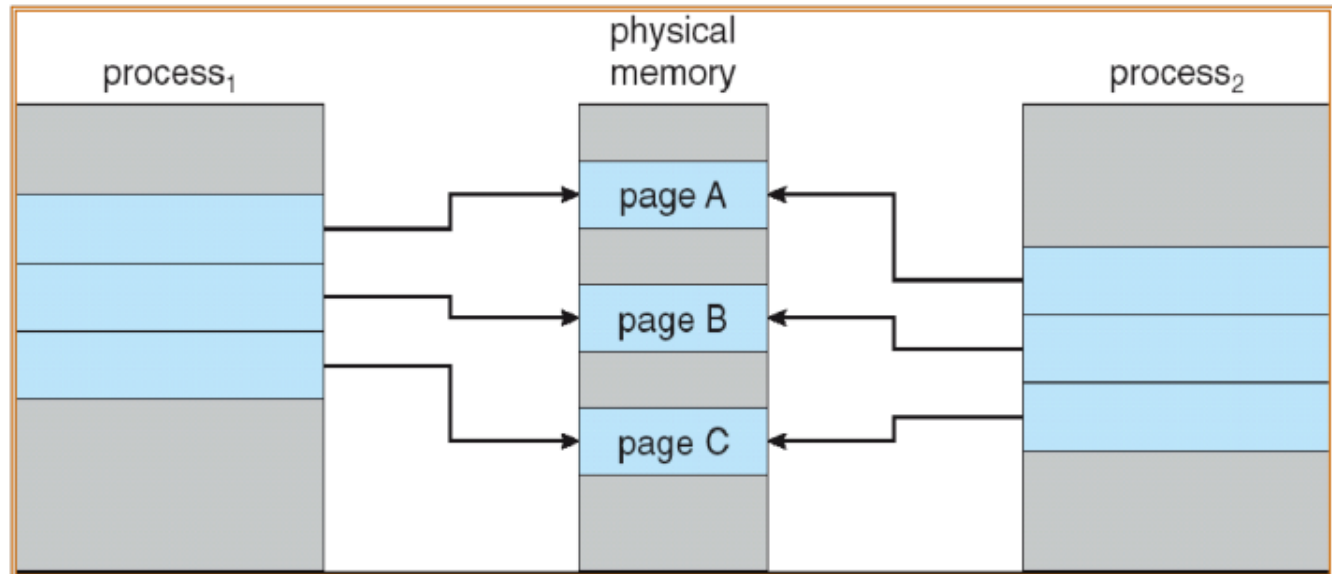 process₁
physical
memory
process₂
page A
page B
page C